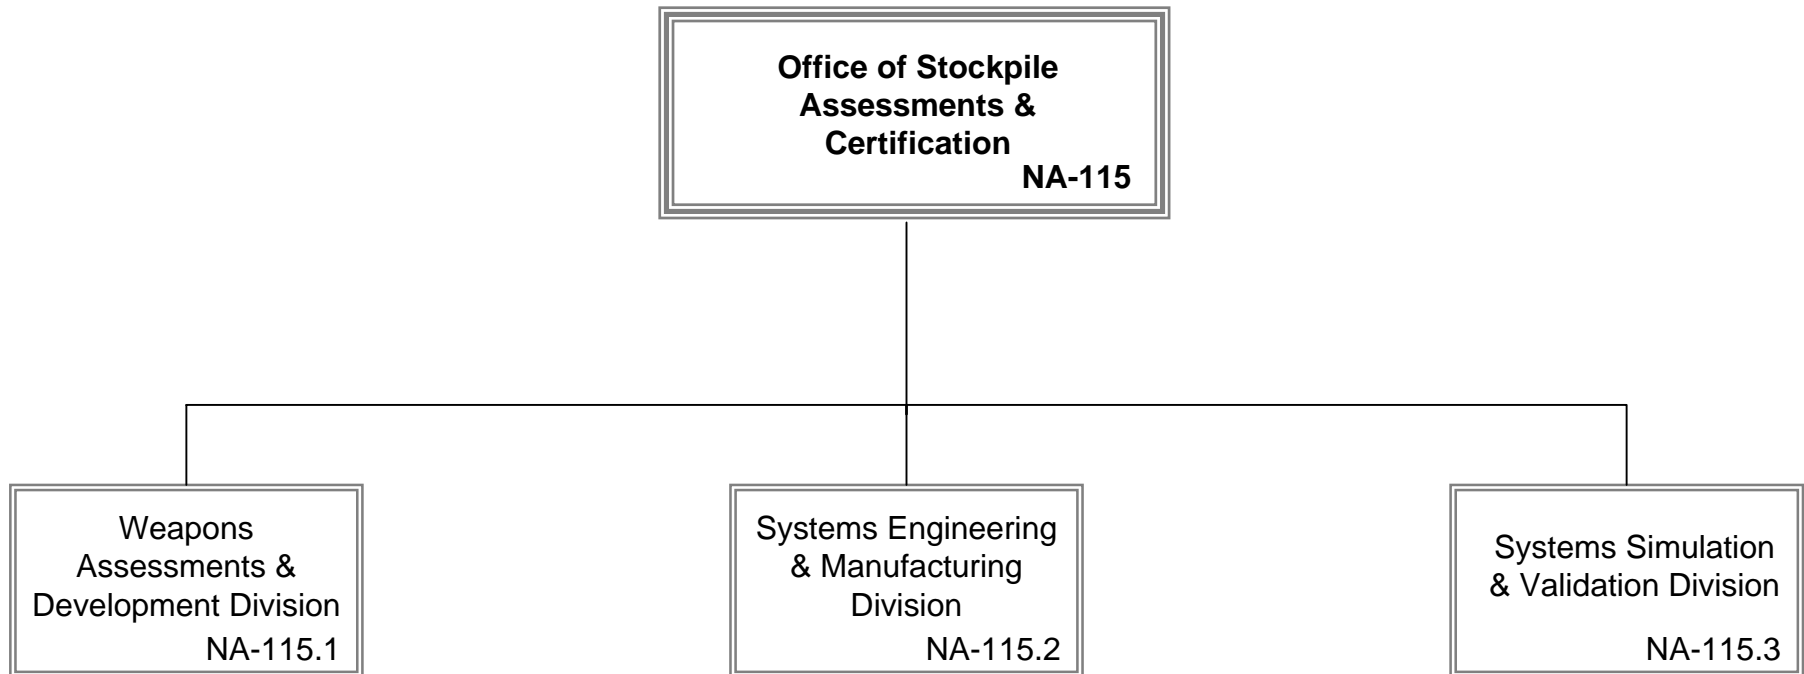 Office of Stockpile
Assessments &
Certification
NA-115
Weapons
Assessments &
Development Division
NA-115.1
Systems Engineering
& Manufacturing
Division
NA-115.2
Systems Simulation
& Validation Division
NA-115.3